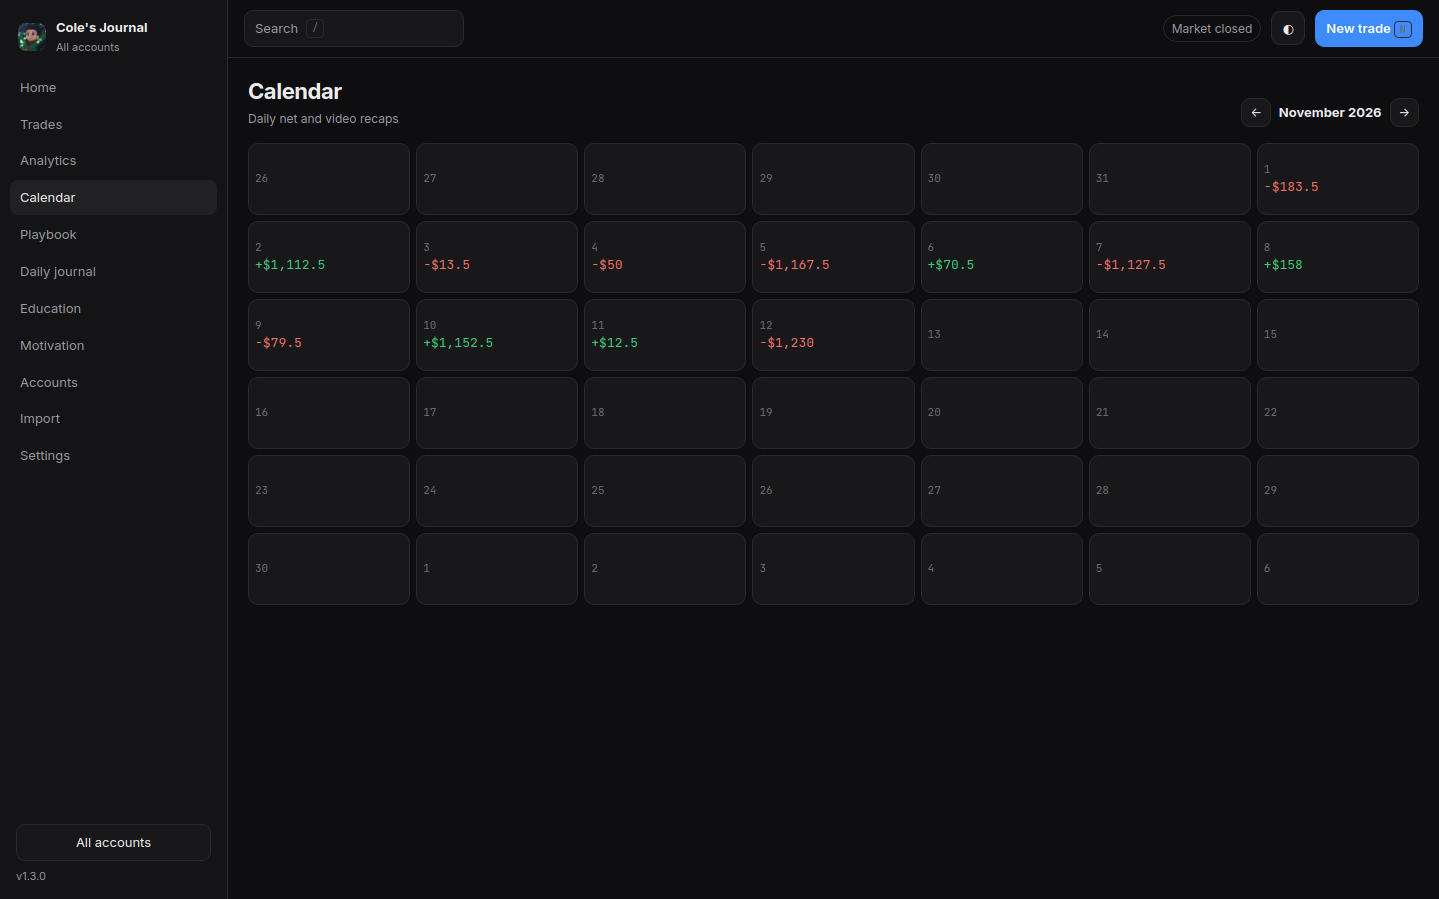 Cole's Journal
All accounts
Home
Trades
Analytics
Calendar
Playbook
Daily journal
Education
Motivation
Accounts
Import
Settings
All accounts
v1.3.0
Search /
Market closed
New trade
Calendar
Daily net and video recaps
← November 2026 →
26 27 28 29 30 31 1
-$183.5
2 3 4 5 6 7 8
+$1,112.5 -$13.5 -$50 -$1,167.5 +$70.5 -$1,127.5 +$158
9 10 11 12 13 14 15
-$79.5 +$1,152.5 +$12.5 -$1,230
16 17 18 19 20 21 22
23 24 25 26 27 28 29
30 1 2 3 4 5 6